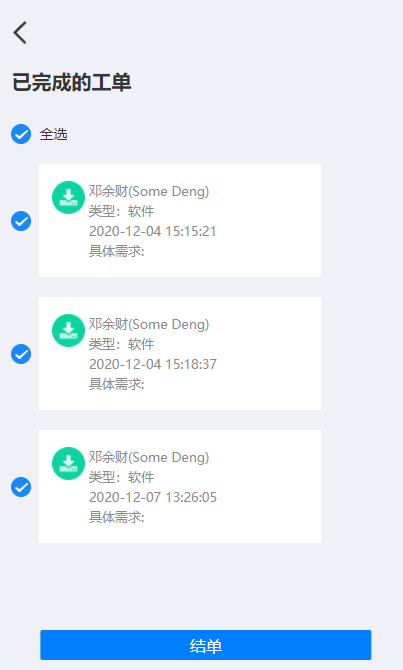 已完成的工单
全选
邓余财(Some Deng)
类型：软件
2020-12-04 15:15:21
具体需求:
邓余财(Some Deng)
类型：软件
2020-12-04 15:18:37
具体需求:
邓余财(Some Deng)
类型：软件
2020-12-07 13:26:05
具体需求:
结单